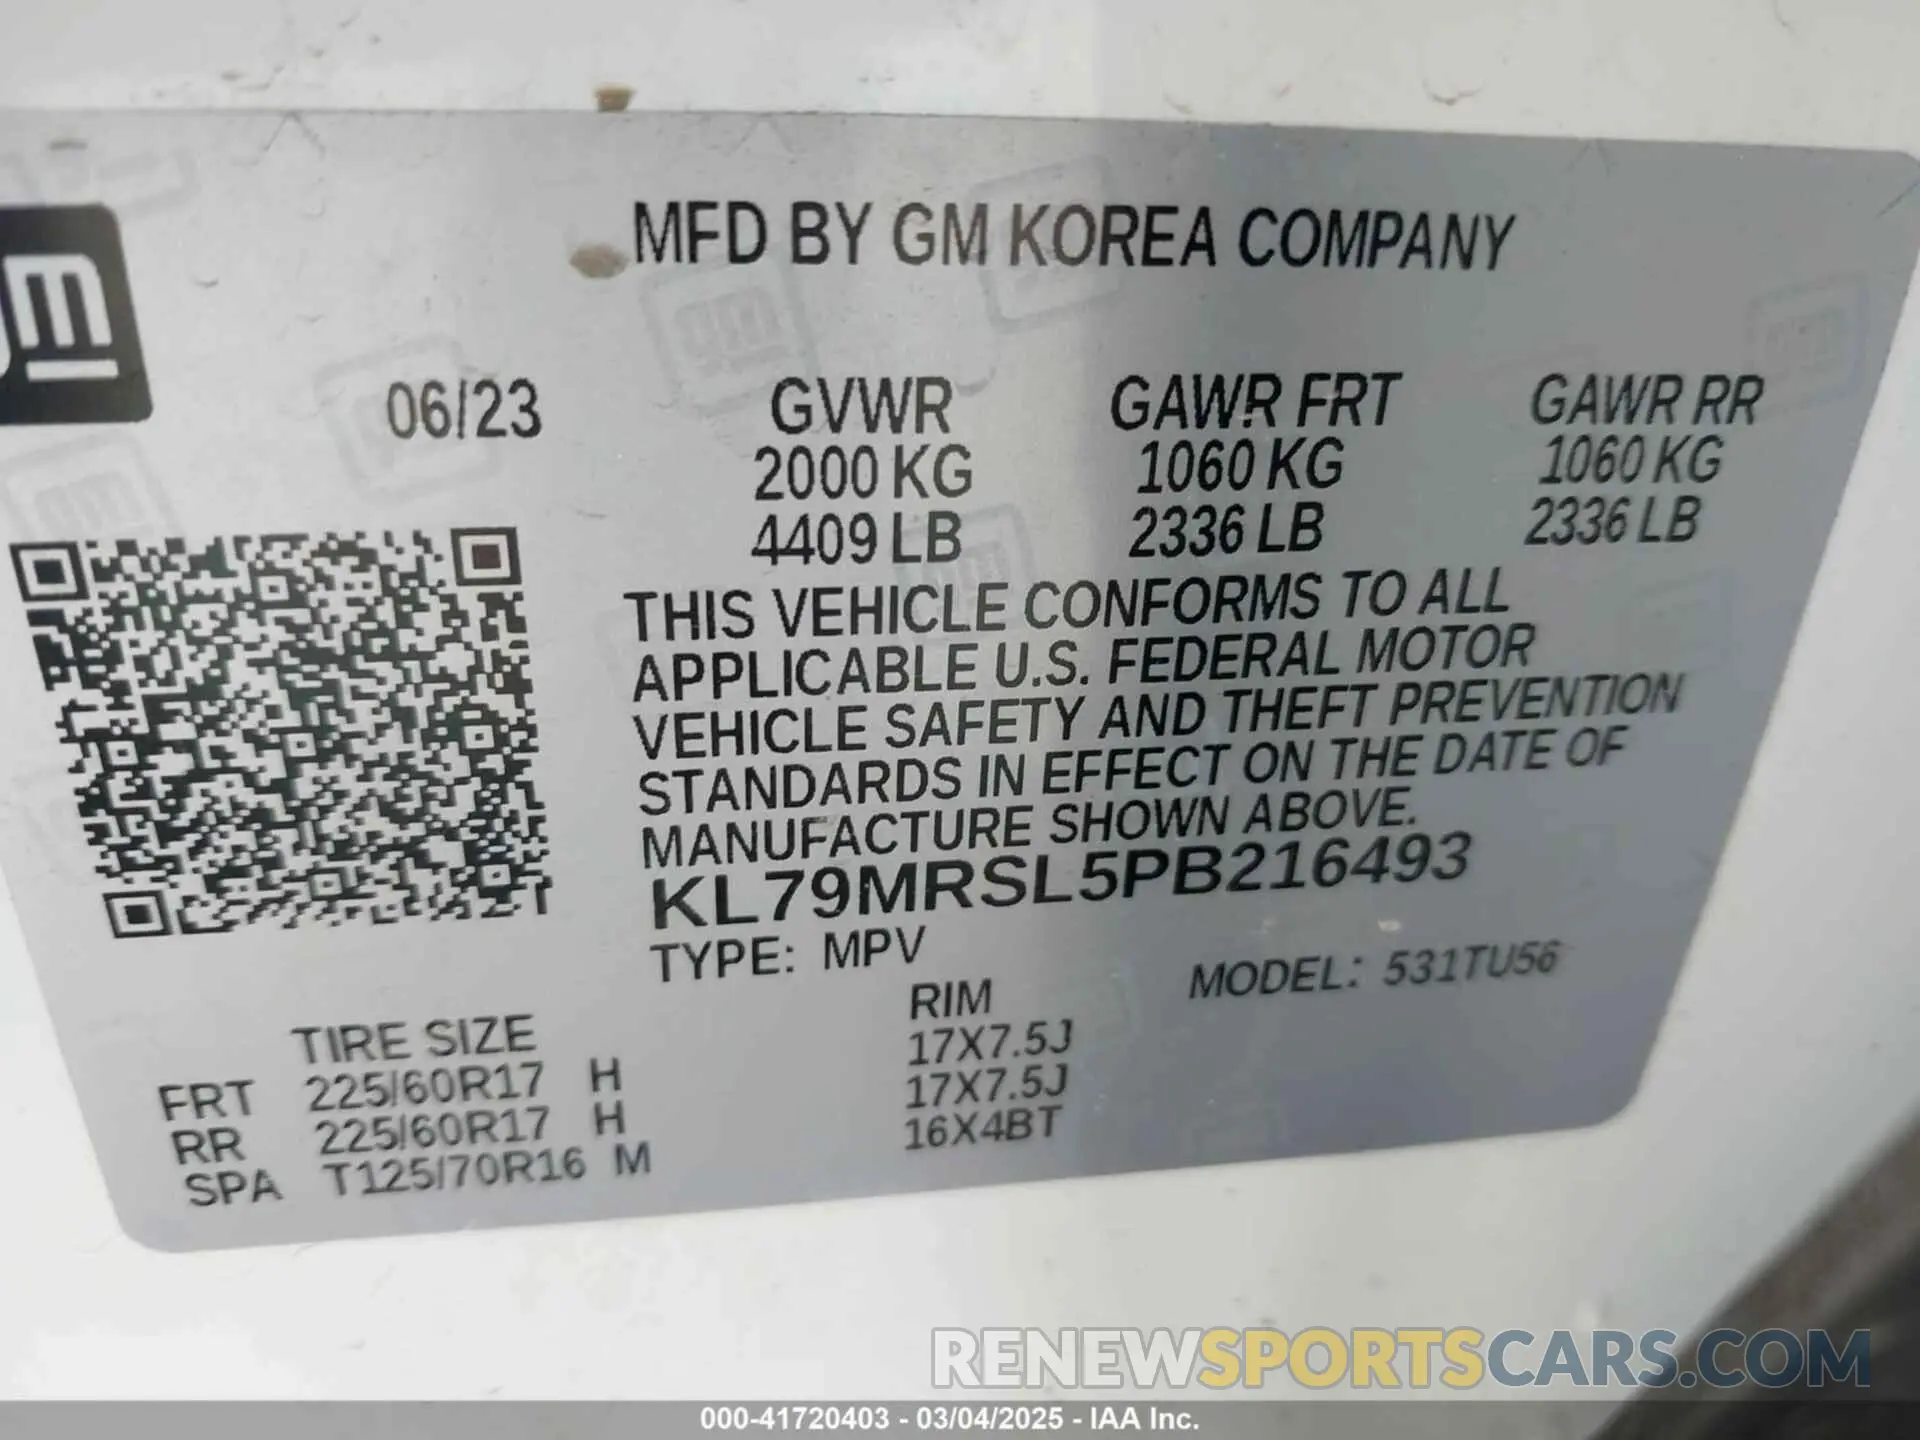 MFD BY GM KOREA COMPANY
gm
06/23 GVWR GAWR FRT GAWR RR
2000 KG 1060 KG 1060 KG
4409 LB 2336 LB 2336 LB
THIS VEHICLE CONFORMS TO ALL
APPLICABLE U.S. FEDERAL MOTOR
VEHICLE SAFETY AND THEFT PREVENTION
STANDARDS IN EFFECT ON THE DATE OF
MANUFACTURE SHOWN ABOVE.
KL79MRSL5PB216493
TYPE: MPV MODEL: 531TU56
TIRE SIZE RIM
FRT 225/60R17 H 17X7.5J
RR 225/60R17 H 17X7.5J
SPA T125/70R16 M 16X4BT
RENEWSPORTSCARS.COM
000-41720403 - 03/04/2025 - IAA Inc.